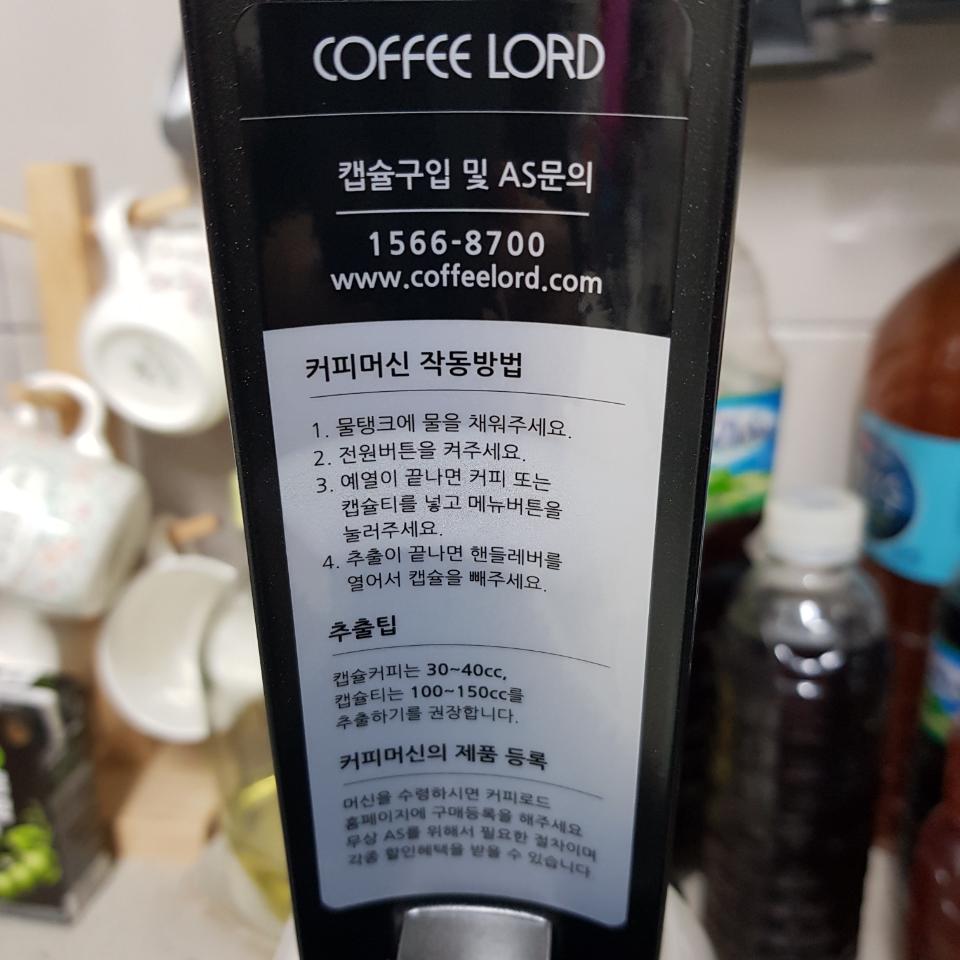 COFFEE LORD
캡슐구입 및 AS문의
1566-8700
www.coffeelord.com
커피머신 작동방법
1. 물탱크에 물을 채워주세요.
2. 전원버튼을 켜주세요.
3. 예열이 끝나면 커피 또는
캡슐티를 넣고 메뉴버튼을
눌러주세요.
4. 추출이 끝나면 핸들레버를
열어서 캡슐을 빼주세요.
추출팁
캡슐커피는 30~40cc,
캡슐티는 100~150cc를
추출하기를 권장합니다.
커피머신의 제품 등록
머신을 수령하시면 커피로드
홈페이지에 구매등록을 해주세요
무상 AS를 위해서 필요한 절차이며
각종 할인혜택을 받을 수 있습니다